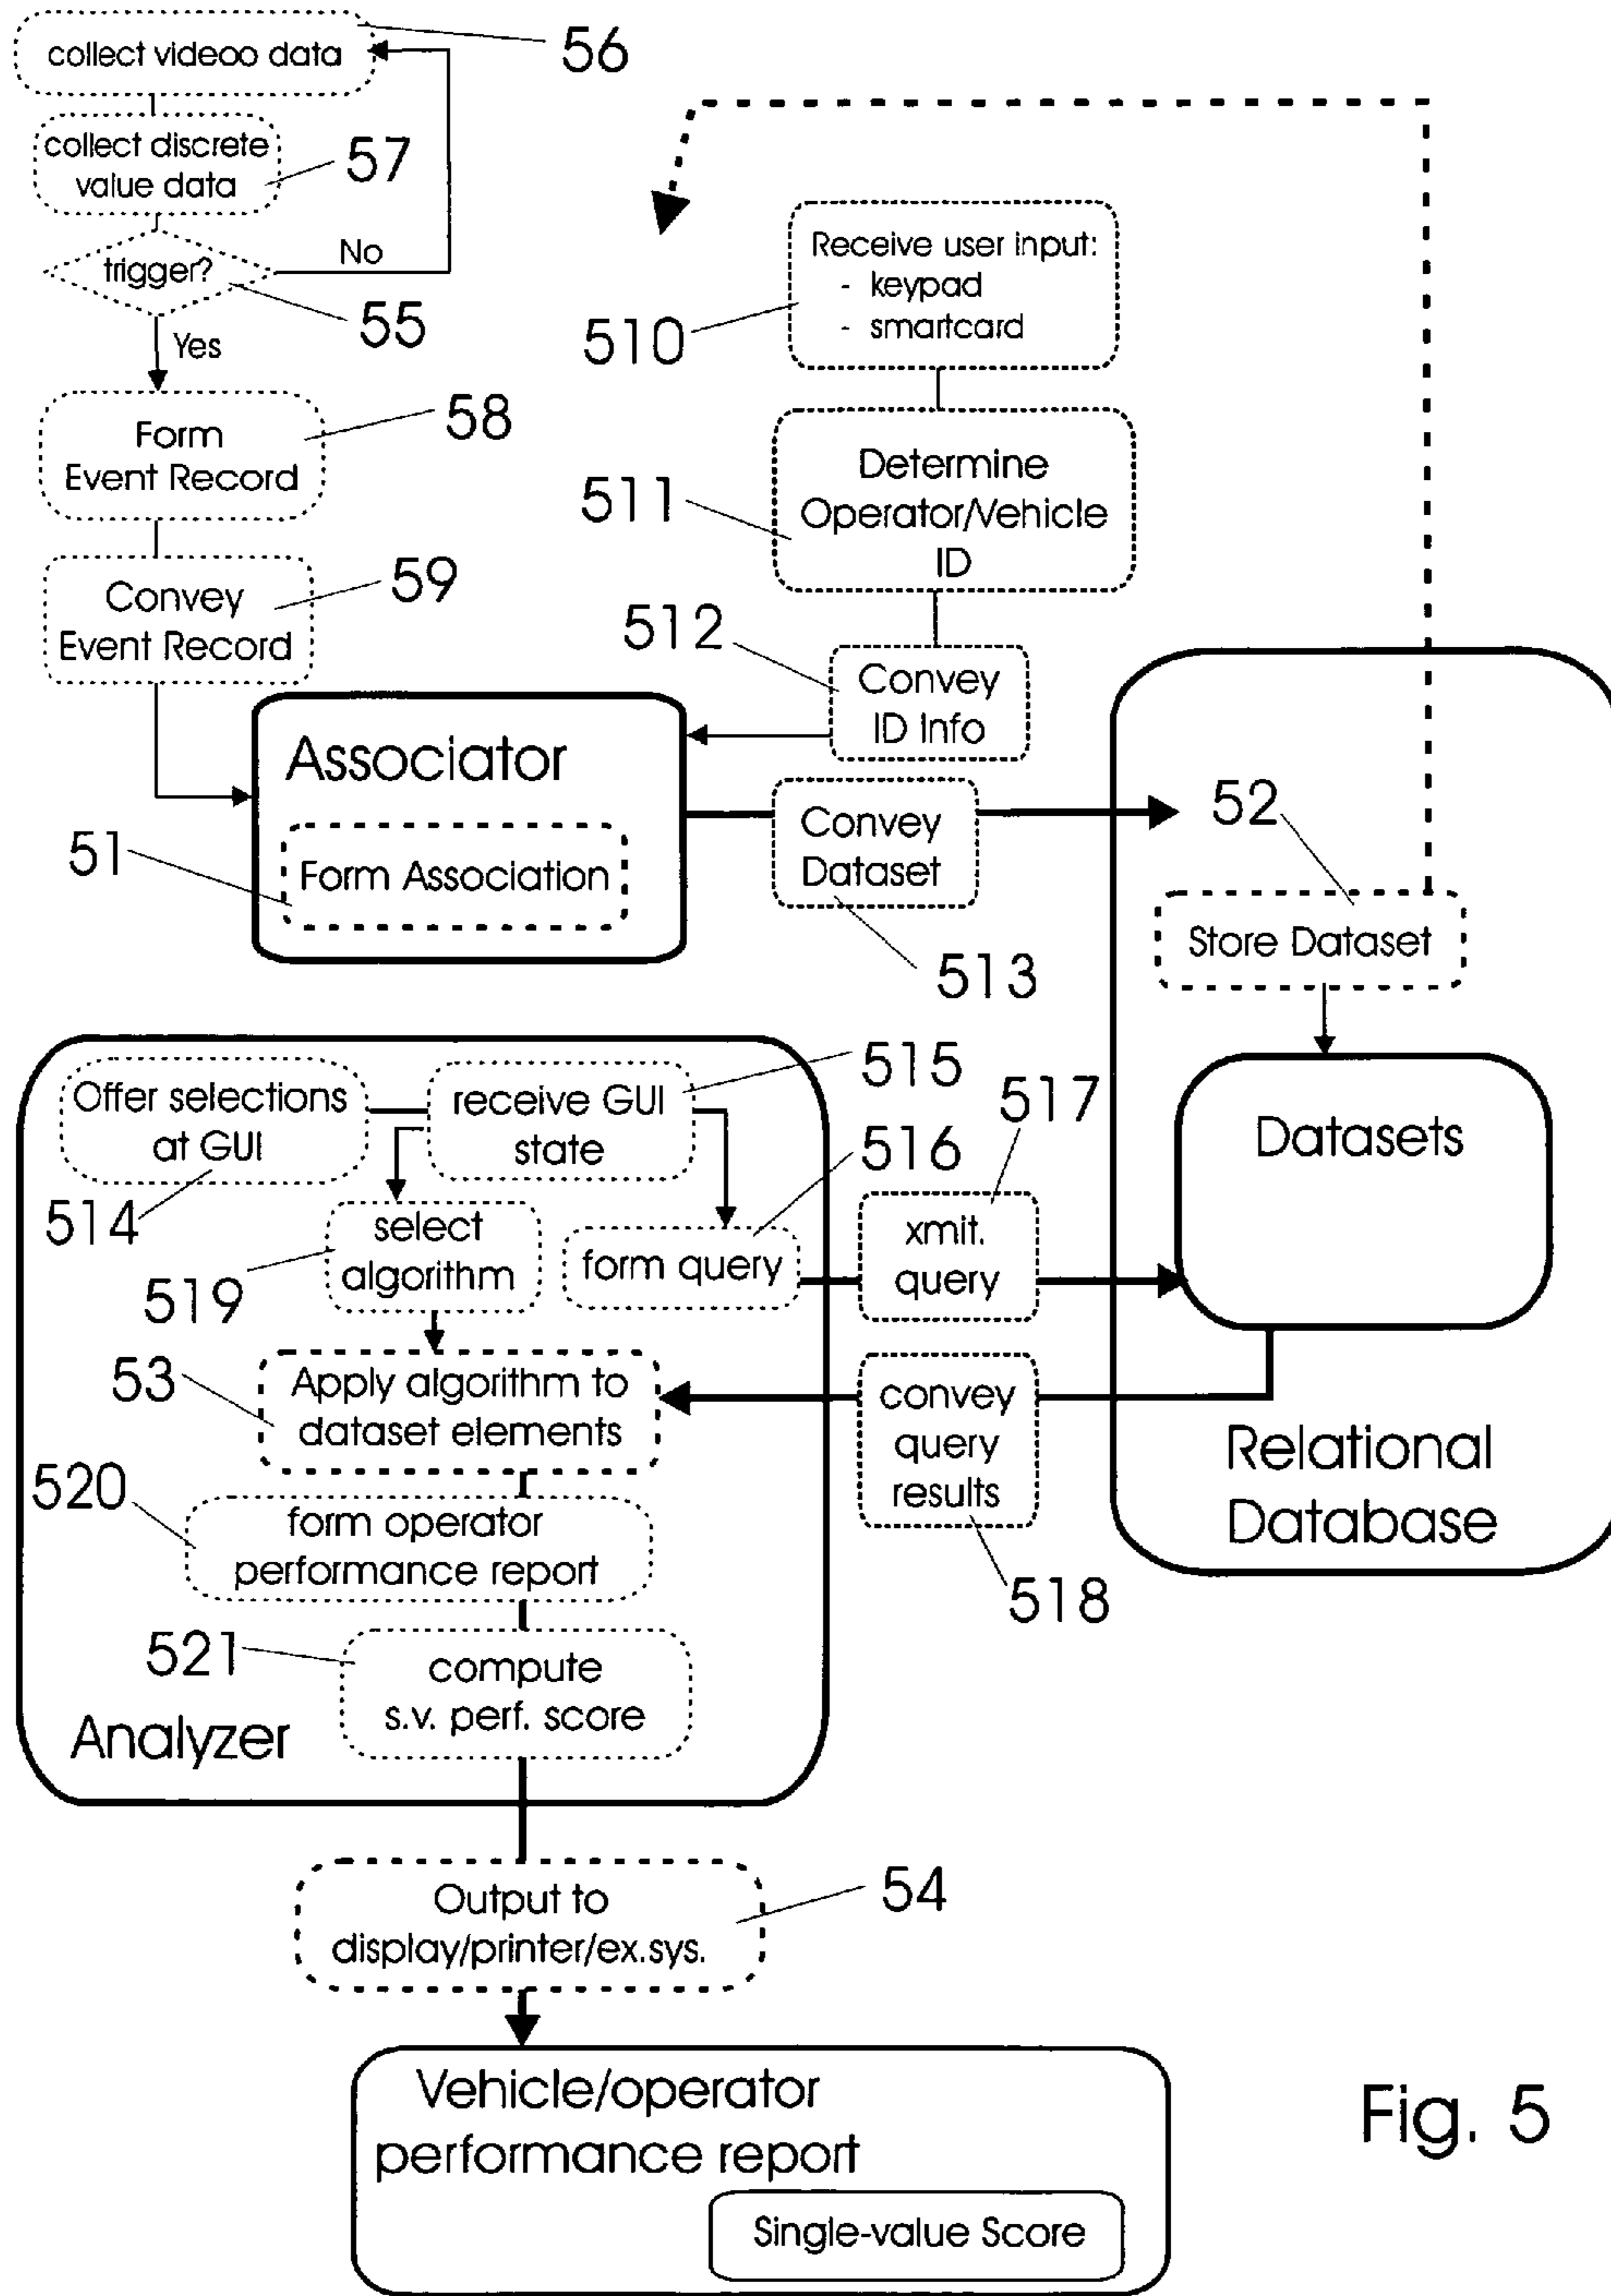 collect videoo data
56
collect discrete
value data
57
trigger?
No
55
Yes
Form
Event Record
58
Convey
Event Record
59
Receive user input:
- keypad
- smartcard
510
Determine
Operator/Vehicle
ID
511
512
Convey
ID Info
Associator
Form Association
51
Convey
Dataset
513
52
Store Dataset
Datasets
Relational
Database
Offer selections
at GUI
514
receive GUI
state
515
516
517
select
algorithm
519
form query
xmit.
query
53
Apply algorithm to
dataset elements
convey
query
results
518
520
form operator
performance report
521
compute
s.v. perf. score
Analyzer
Output to
display/printer/ex.sys.
54
Vehicle/operator
performance report
Single-value Score
Fig. 5